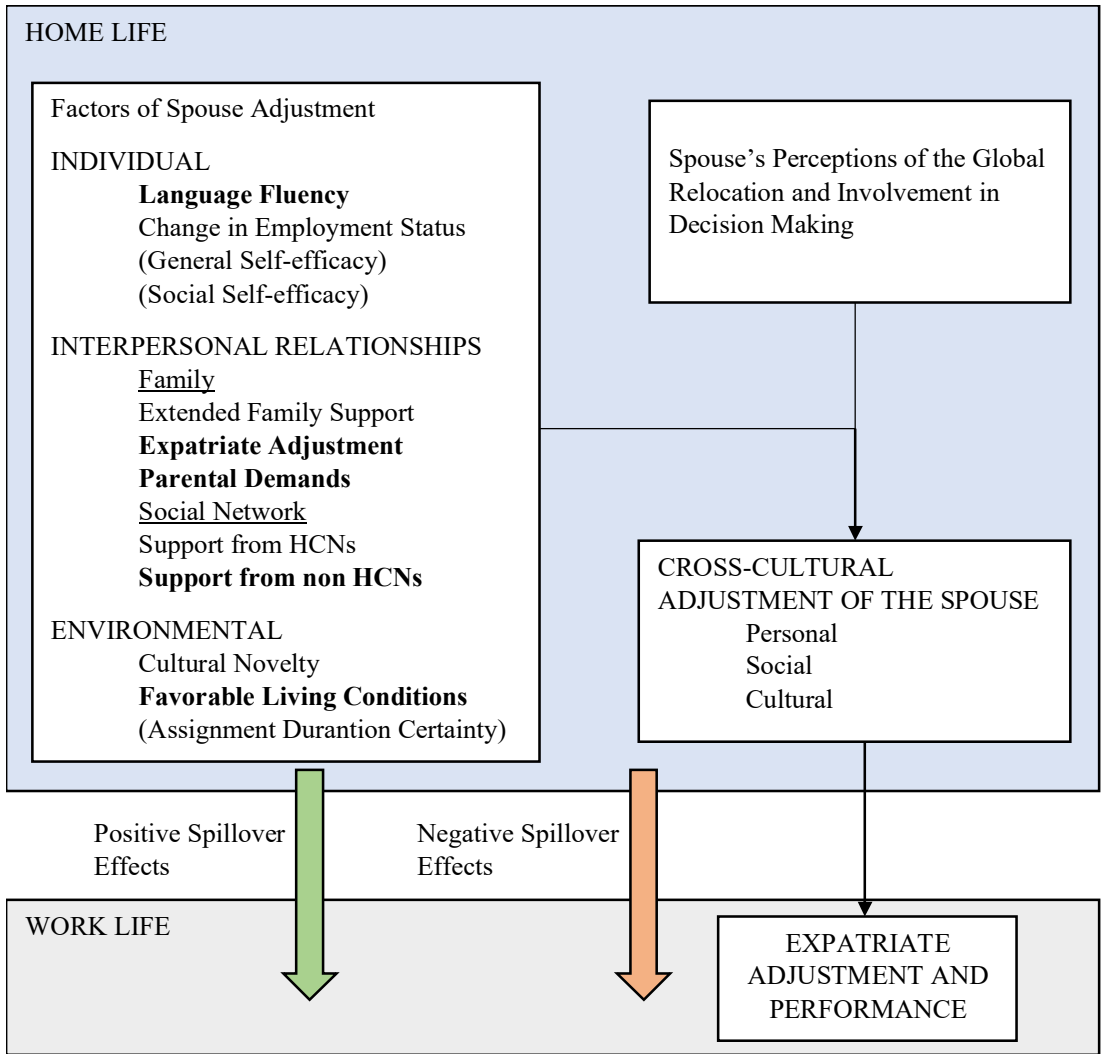 HOME LIFE
Factors of Spouse Adjustment
INDIVIDUAL
Language Fluency
Change in Employment Status
(General Self-efficacy)
(Social Self-efficacy)
INTERPERSONAL RELATIONSHIPS
Family
Extended Family Support
Expatriate Adjustment
Parental Demands
Social Network
Support from HCNs
Support from non HCNs
ENVIRONMENTAL
Cultural Novelty
Favorable Living Conditions
(Assignment Durantion Certainty)
Spouse’s Perceptions of the Global
Relocation and Involvement in
Decision Making
CROSS-CULTURAL
ADJUSTMENT OF THE SPOUSE
Personal
Social
Cultural
Positive Spillover
Effects
Negative Spillover
Effects
WORK LIFE
EXPATRIATE
ADJUSTMENT AND
PERFORMANCE